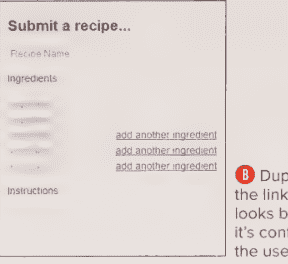 Submit a recipe...
Recipe Name
Ingredients
add another ingredient
add another ingredient
add another ingredient
Instructions
B Dup
the link
looks b
it's con
the use